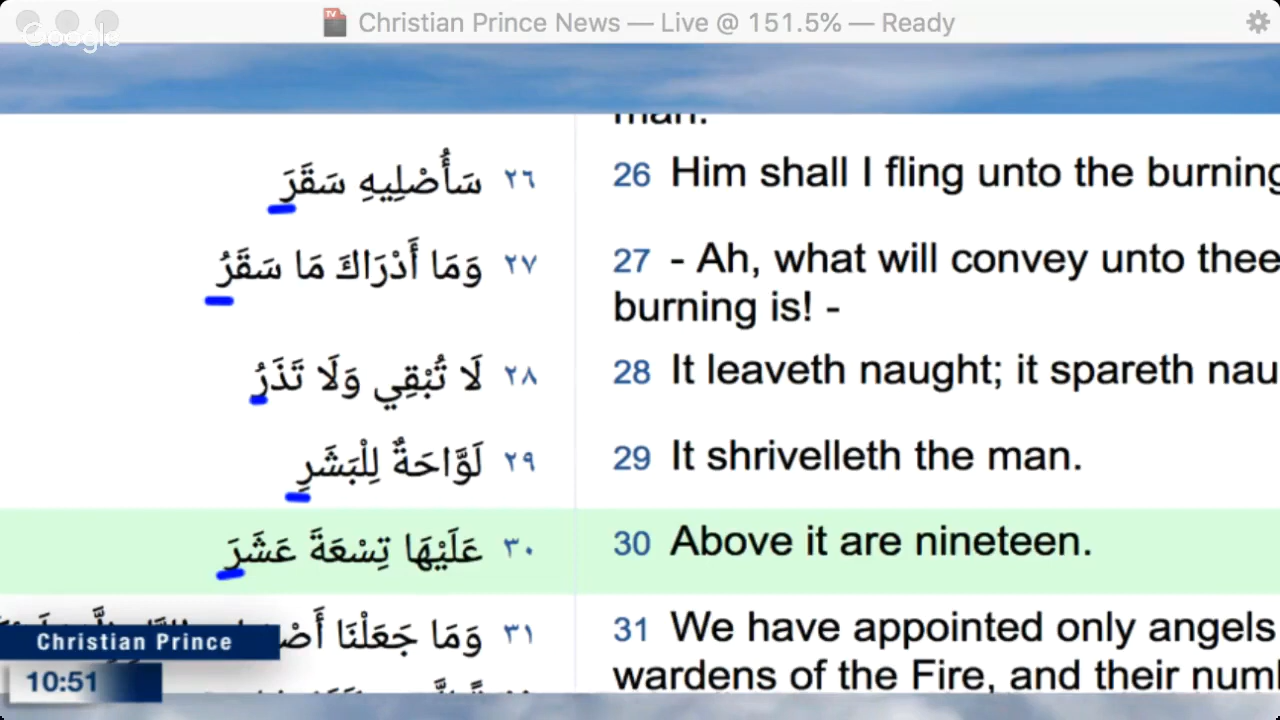 Christian Prince News — Live @ 151.5% — Ready
Google
man.
سَأُصْلِيهِ سَقَرَ ٢٦
26 Him shall I fling unto the burning
وَمَا أَدْرَاكَ مَا سَقَرُ ٢٧
27 - Ah, what will convey unto thee
burning is! -
لَا تُبْقِي وَلَا تَذَرُ ٢٨
28 It leaveth naught; it spareth nau
لَوَّاحَةٌ لِلْبَشَرِ ٢٩
29 It shrivelleth the man.
عَلَيْهَا تِسْعَةَ عَشَرَ ٣٠
30 Above it are nineteen.
وَمَا جَعَلْنَا ٣١
31 We have appointed only angels
wardens of the Fire, and their num
Christian Prince
10:51